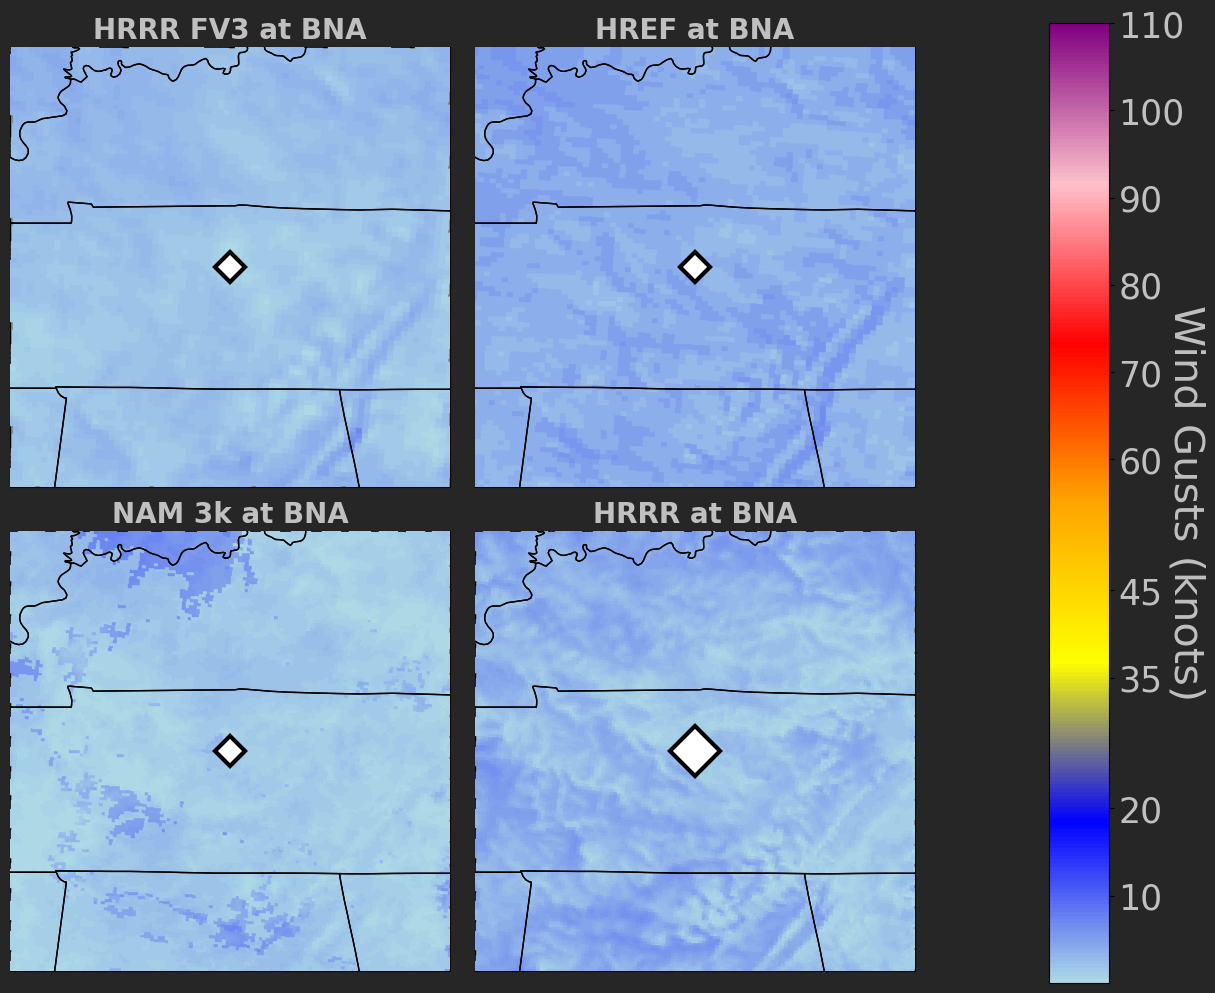 HRRR FV3 at BNA
HREF at BNA
NAM 3k at BNA
HRRR at BNA
110
100
90
80
70
60
45
35
20
10
Wind Gusts (knots)